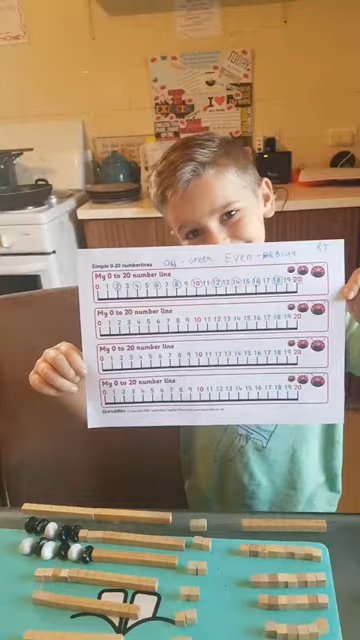 Odd - Green Even - Blue
Simple 0-20 numberlines
My 0 to 20 number line
0 1 2 3 4 5 6 7 8 9 10 11 12 13 14 15 16 17 18 19 20
My 0 to 20 number line
0 1 2 3 4 5 6 7 8 9 10 11 12 13 14 15 16 17 18 19 20
My 0 to 20 number line
0 1 2 3 4 5 6 7 8 9 10 11 12 13 14 15 16 17 18 19 20
My 0 to 20 number line
0 1 2 3 4 5 6 7 8 9 10 11 12 13 14 15 16 17 18 19 20
SparkleBox